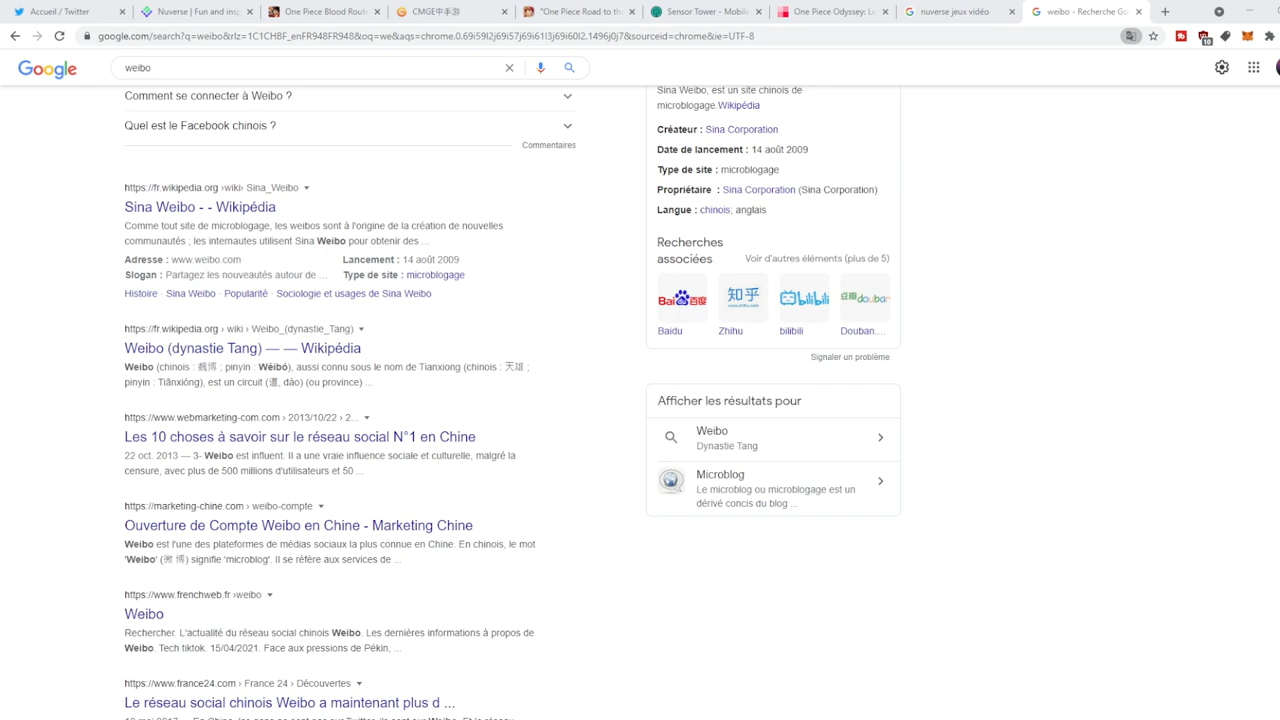 Accueil / Twitter
Nuverse | Fun and insp
One Piece Blood Route
CMGE中手游
"One Piece Road to the
Sensor Tower - Mobile
One Piece Odyssey: Le
nuverse jeux vidéo
weibo - Recherche Go
google.com/search?q=weibo&rlz=1C1CHBF_enFR948FR948&oq=we&aqs=chrome.0.69i59l2j69i57j69i61l3j69i60l2.1496j0j7&sourceid=chrome&ie=UTF-8
10
Google
weibo
Comment se connecter à Weibo ?
Quel est le Facebook chinois ?
Commentaires
https://fr.wikipedia.org ›wiki› Sina_Weibo
Sina Weibo - - Wikipédia
Comme tout site de microblogage, les weibos sont à l'origine de la création de nouvelles
communautés ; les internautes utilisent Sina Weibo pour obtenir des ...
Adresse : www.weibo.com
Lancement : 14 août 2009
Slogan : Partagez les nouveautés autour de ...
Type de site : microblogage
Histoire · Sina Weibo · Popularité · Sociologie et usages de Sina Weibo
https://fr.wikipedia.org › wiki › Weibo_(dynastie_Tang)
Weibo (dynastie Tang) — — Wikipédia
Weibo (chinois : 魏博 ; pinyin : Wèibó), aussi connu sous le nom de Tianxiong (chinois : 天雄 ;
pinyin : Tiānxióng), est un circuit (道, dào) (ou province) ...
https://www.webmarketing-com.com › 2013/10/22 › 2...
Les 10 choses à savoir sur le réseau social N°1 en Chine
22 oct. 2013 — 3- Weibo est influent. Il a une vraie influence sociale et culturelle, malgré la
censure, avec plus de 500 millions d'utilisateurs et 50 ...
https://marketing-chine.com › weibo-compte
Ouverture de Compte Weibo en Chine - Marketing Chine
Weibo est l'une des plateformes de médias sociaux la plus connue en Chine. En chinois, le mot
'Weibo' (微 博) signifie 'microblog'. Il se réfère aux services de ...
https://www.frenchweb.fr ›weibo
Weibo
Rechercher. L'actualité du réseau social chinois Weibo. Les dernières informations à propos de
Weibo. Tech tiktok. 15/04/2021. Face aux pressions de Pékin, ...
https://www.france24.com › France 24 › Découvertes
Le réseau social chinois Weibo a maintenant plus d ...
Sina Weibo, est un site chinois de
microblogage.Wikipédia
Créateur : Sina Corporation
Date de lancement : 14 août 2009
Type de site : microblogage
Propriétaire : Sina Corporation (Sina Corporation)
Langue : chinois; anglais
Recherches
associées
Voir d'autres éléments (plus de 5)
Bai百度
知乎
bilibili
douban
Baidu
Zhihu
bilibili
Douban....
Signaler un problème
Afficher les résultats pour
Weibo
Dynastie Tang
Microblog
Le microblog ou microblogage est un
dérivé concis du blog ...